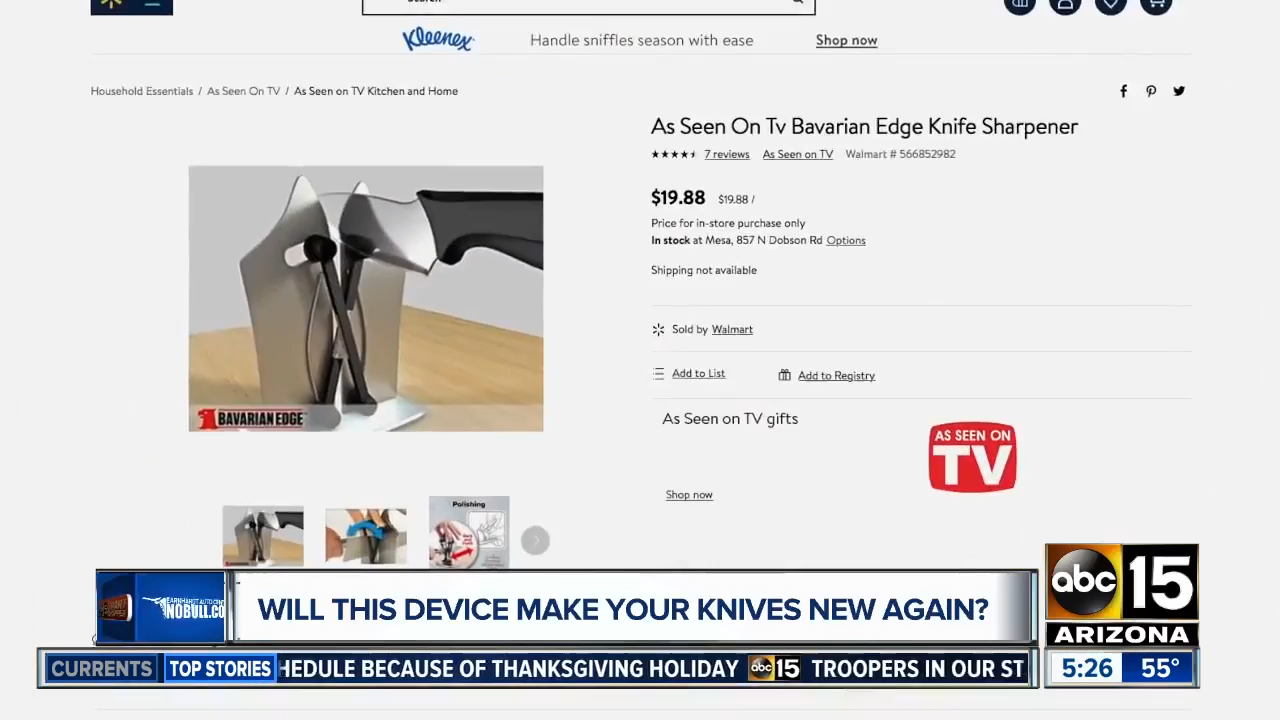 Kleenex
Handle sniffles season with ease
Shop now
Household Essentials / As Seen On TV / As Seen on TV Kitchen and Home
As Seen On Tv Bavarian Edge Knife Sharpener
7 reviews As Seen on TV Walmart # 566852982
$19.88 $19.88 /
Price for in-store purchase only
In stock at Mesa, 857 N Dobson Rd Options
Shipping not available
Sold by Walmart
Add to List Add to Registry
As Seen on TV gifts
AS SEEN ON
TV
Shop now
BAVARIAN EDGE
Polishing
NOBULL.CO
WILL THIS DEVICE MAKE YOUR KNIVES NEW AGAIN?
abc 15
ARIZONA
CURRENTS TOP STORIES HEDULE BECAUSE OF THANKSGIVING HOLIDAY abc 15 TROOPERS IN OUR ST
5:26 55°